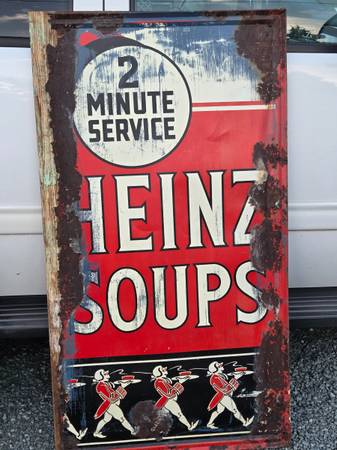 2
MINUTE
SERVICE
HEINZ
SOUPS